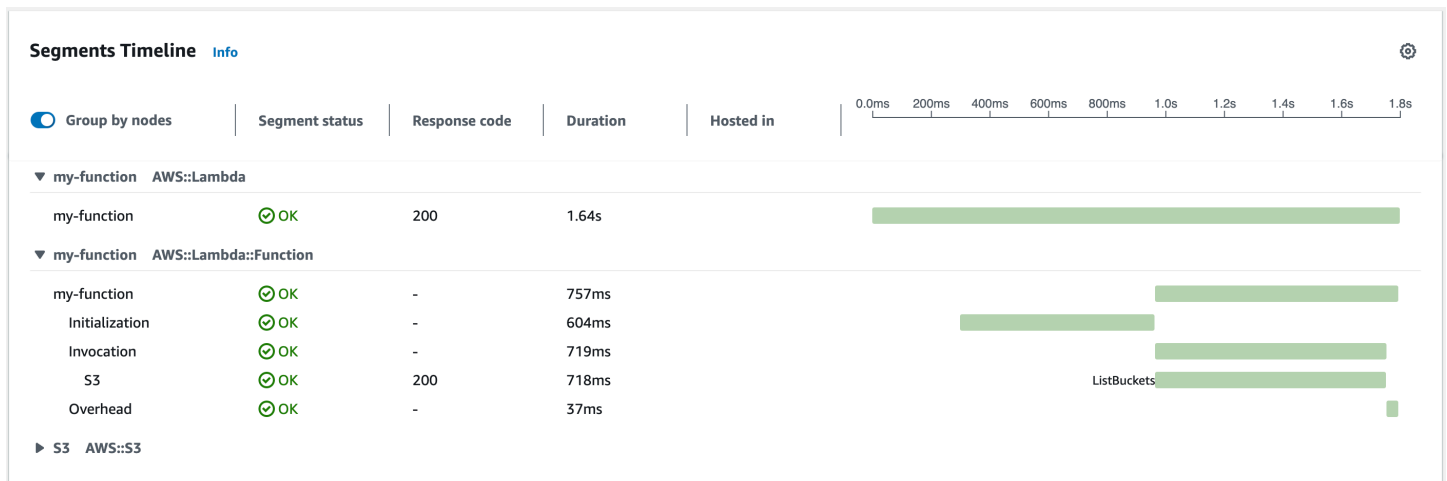 Segments Timeline Info
0.0ms 200ms 400ms 600ms 800ms 1.0s 1.2s 1.4s 1.6s 1.8s
Group by nodes Segment status Response code Duration Hosted in
my-function AWS::Lambda
my-function OK 200 1.64s
my-function AWS::Lambda::Function
my-function OK - 757ms
Initialization OK - 604ms
Invocation OK - 719ms
S3 OK 200 718ms ListBuckets
Overhead OK - 37ms
S3 AWS::S3